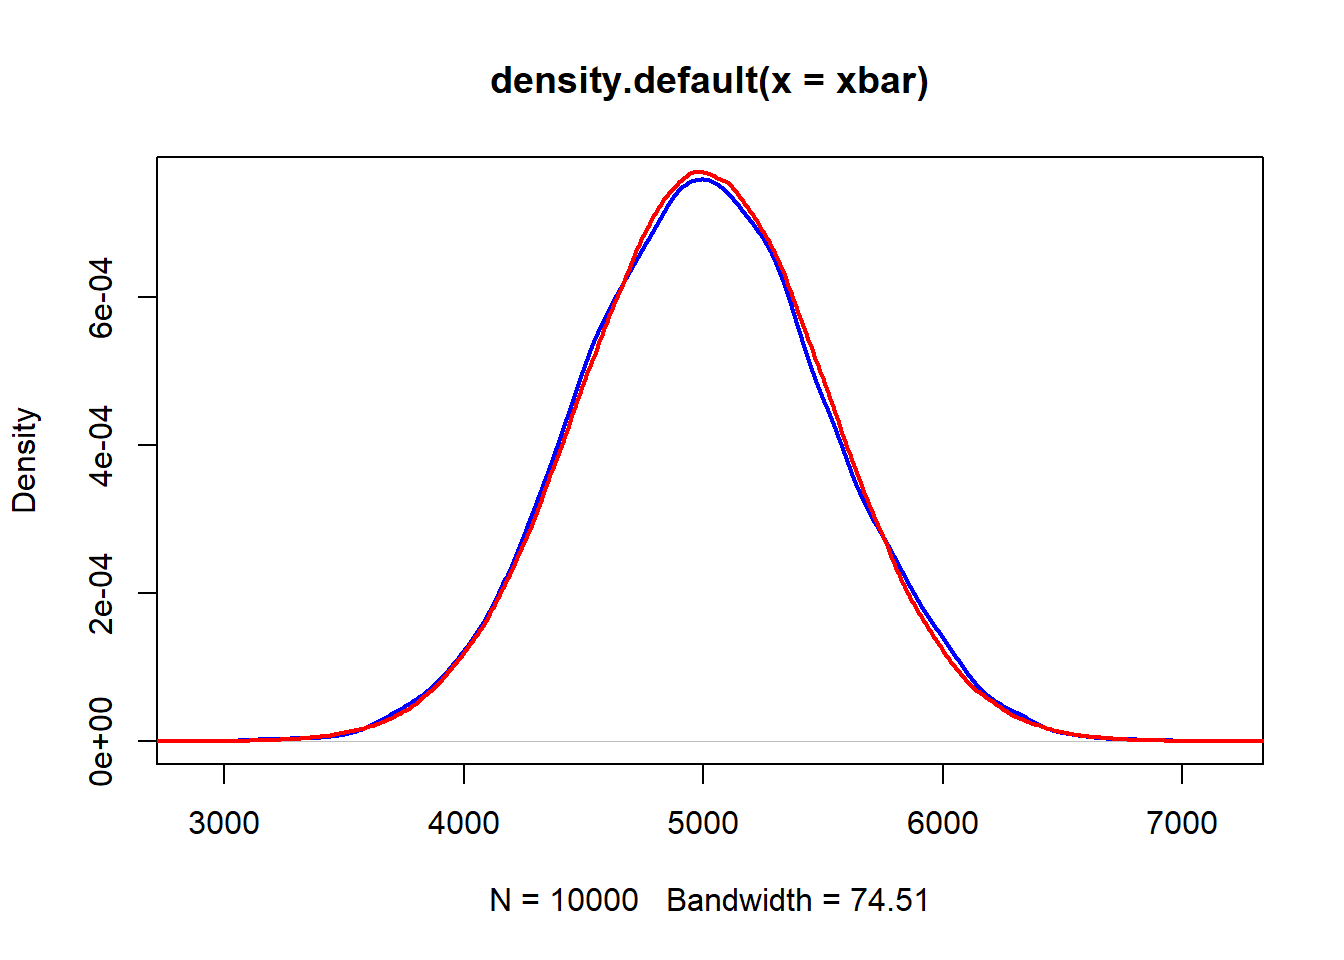 density.default(x = xbar)
Density
6e-04
4e-04
2e-04
0e+00
3000 4000 5000 6000 7000
N = 10000 Bandwidth = 74.51